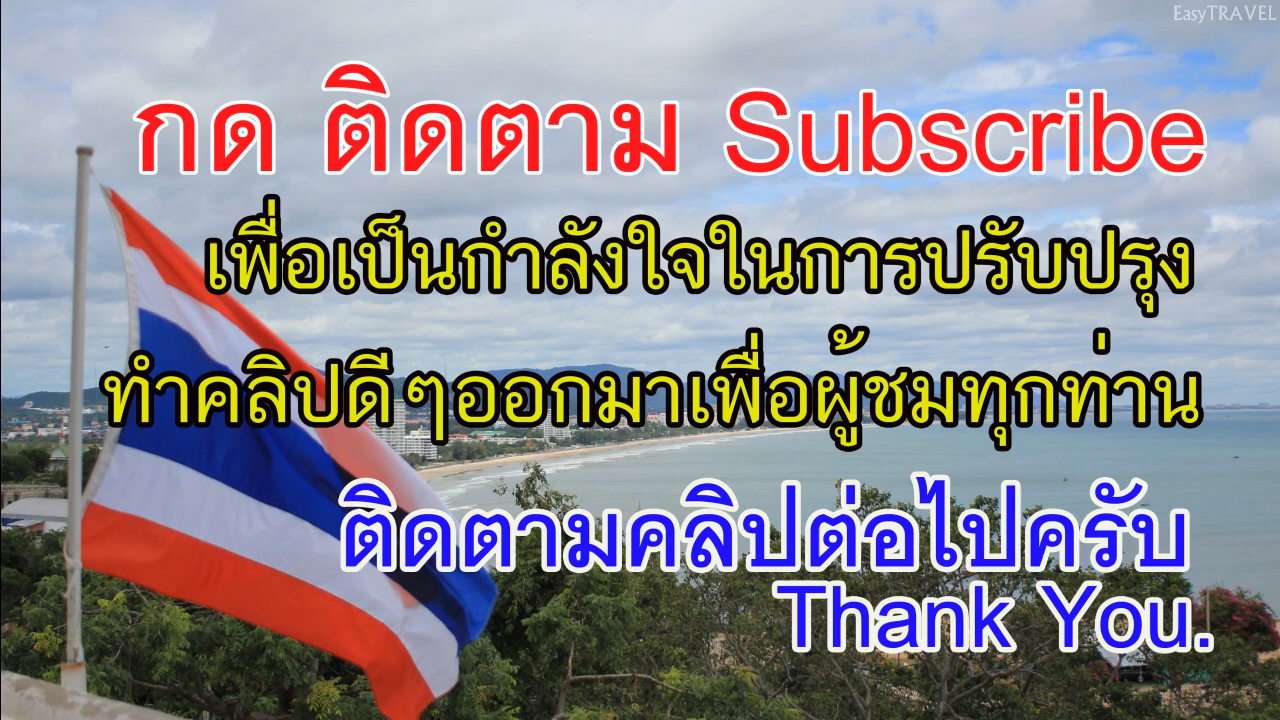 EasyTRAVEL
กด ติดตาม Subscribe
เพื่อเป็นกำลังใจในการปรับปรุง
ทำคลิปดีๆออกมาเพื่อผู้ชมทุกท่าน
ติดตามคลิปต่อไปครับ
Thank You.